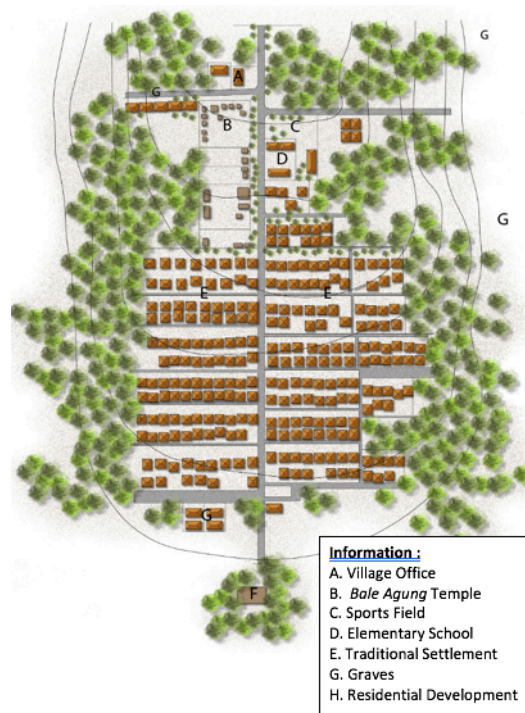 G
A
G
B
C
D
G
E
E
G
F
Information :
A. Village Office
B. Bale Agung Temple
C. Sports Field
D. Elementary School
E. Traditional Settlement
G. Graves
H. Residential Development